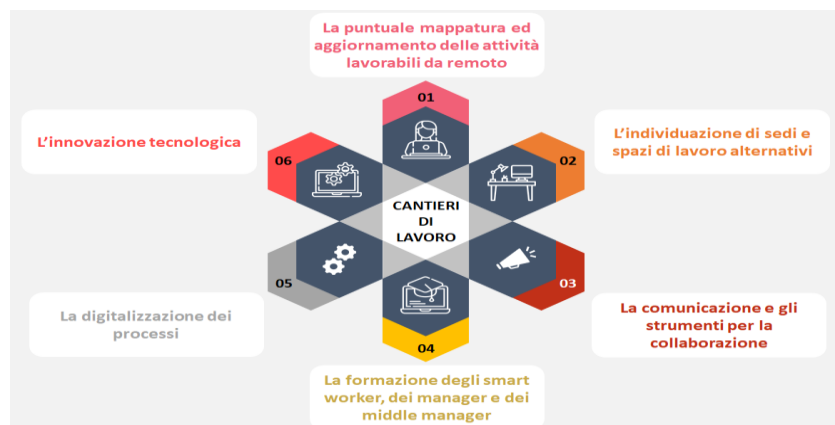 La puntuale mappatura ed
aggiornamento delle attività
lavorabili da remoto
01
L'innovazione tecnologica
06
02
L'individuazione di sedi e
spazi di lavoro alternativi
CANTIERI
DI
LAVORO
05
La digitalizzazione dei
processi
03
La comunicazione e gli
strumenti per la
collaborazione
04
La formazione degli smart
worker, dei manager e dei
middle manager